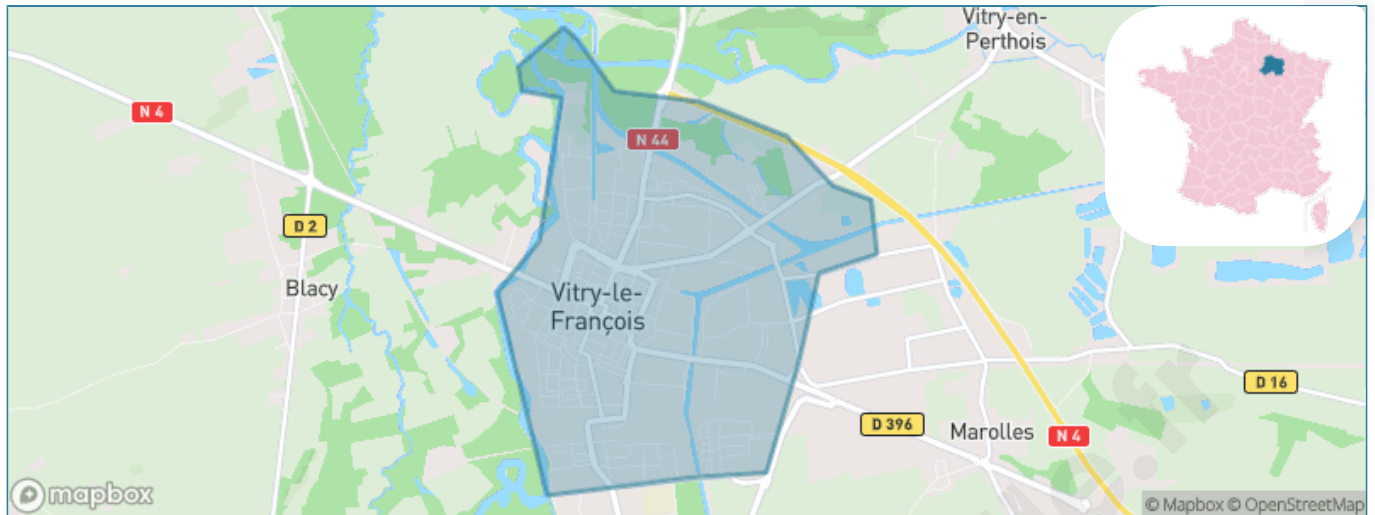 Vitry-en-
Perthois
N 4
N 44
D 2
Blacy
Vitry-le-
François
D 16
D 396
Marolles
N 4
mapbox
© Mapbox © OpenStreetMap